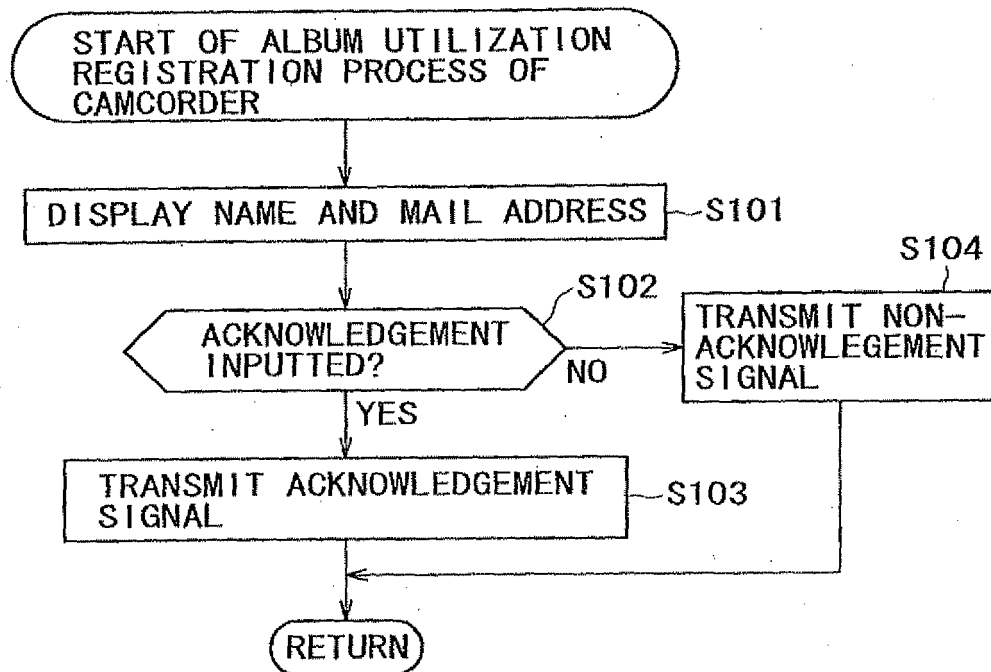 START OF ALBUM UTILIZATION
REGISTRATION PROCESS OF
CAMCORDER
DISPLAY NAME AND MAIL ADDRESS
S101
ACKNOWLEDGEMENT
INPUTTED?
S102
NO
YES
S104
TRANSMIT NON-
ACKNOWLEGEMENT
SIGNAL
TRANSMIT ACKNOWLEDGEMENT
SIGNAL
S103
RETURN